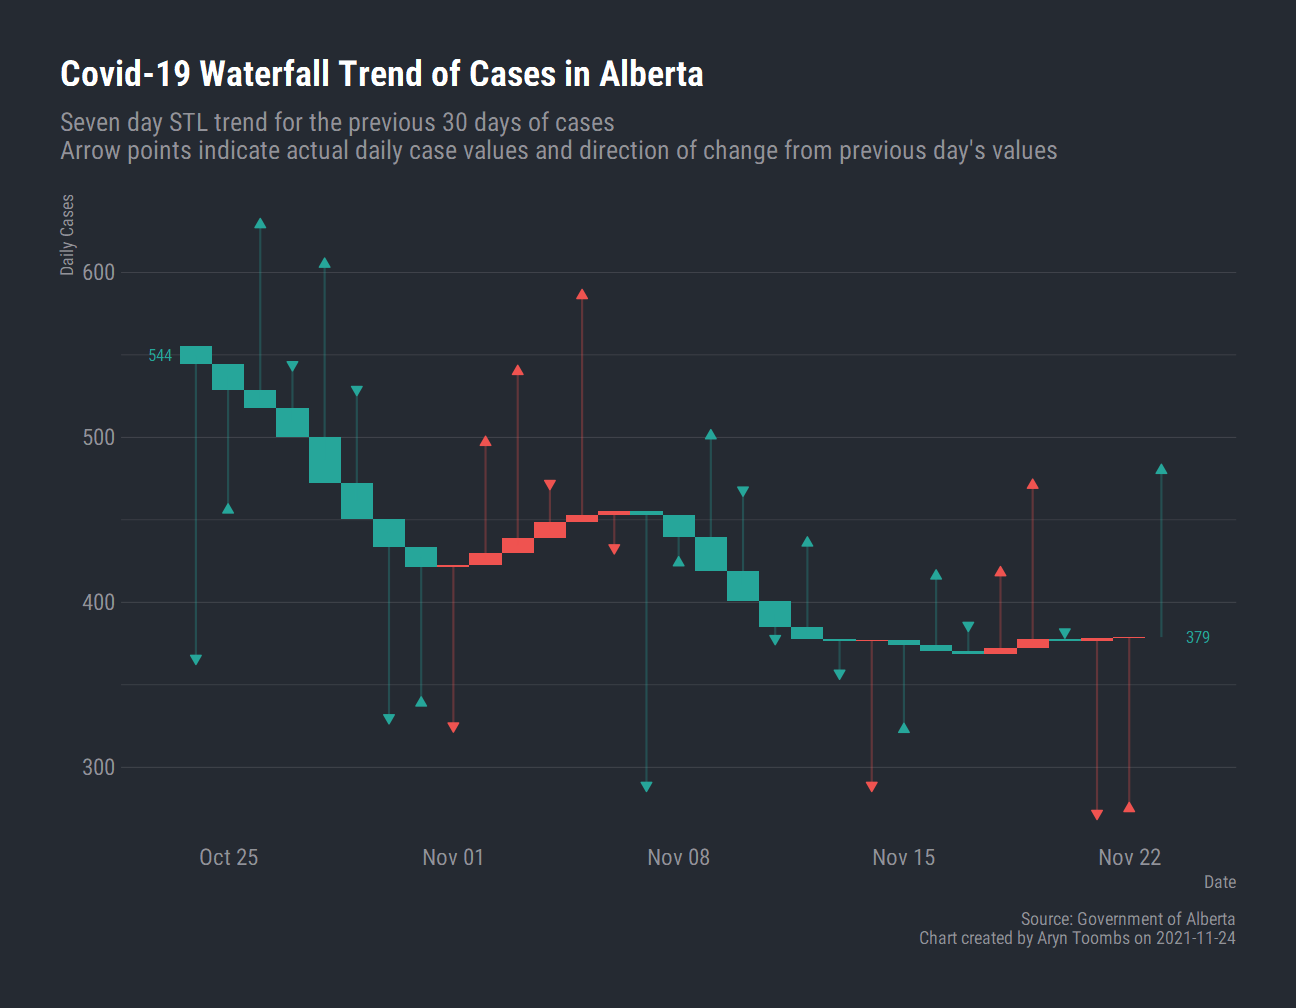 Covid-19 Waterfall Trend of Cases in Alberta
Seven day STL trend for the previous 30 days of cases
Arrow points indicate actual daily case values and direction of change from previous day's values
Daily Cases
600
544
500
400
379
300
Oct 25 Nov 01 Nov 08 Nov 15 Nov 22
Date
Source: Government of Alberta
Chart created by Aryn Toombs on 2021-11-24